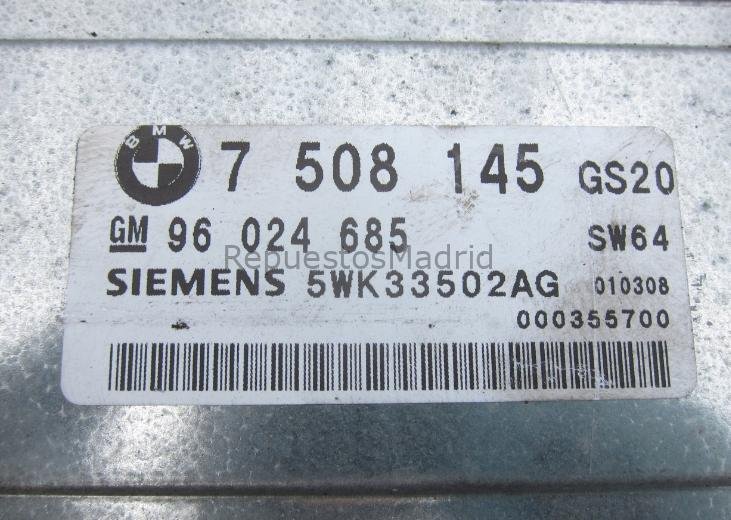 BMW 7 508 145 GS20
GM 96 024 685 SW64
RepuestosMadrid
SIEMENS 5WK33502AG 010308
000355700